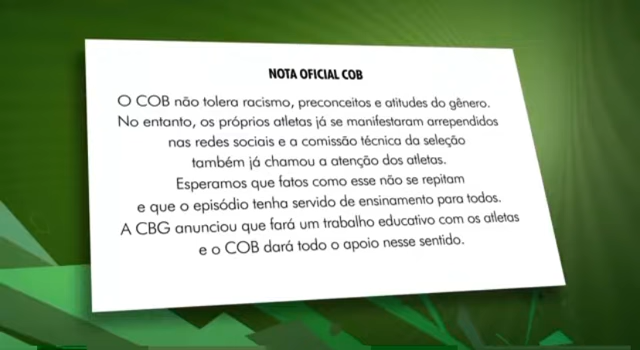 NOTA OFICIAL COB
O COB não tolera racismo, preconceitos e atitudes do gênero.
No entanto, os próprios atletas já se manifestaram arrependidos
nas redes sociais e a comissão técnica da seleção
também já chamou a atenção dos atletas.
Esperamos que fatos como esse não se repitam
e que o episódio tenha servido de ensinamento para todos.
A CBG anunciou que fará um trabalho educativo com os atletas
e o COB dará todo o apoio nesse sentido.